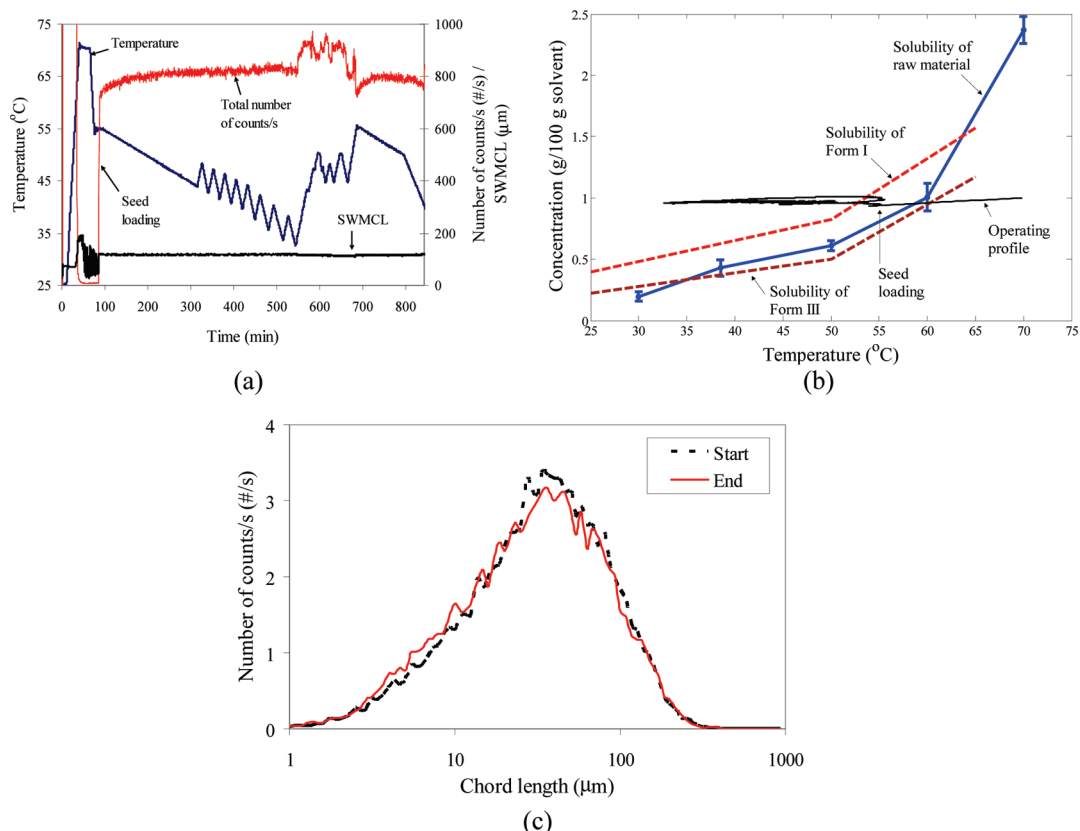 75
65
55
45
35
25
Temperature (°C)
Temperature
Total number
of counts/s
Seed
loading
SWMCL
1000
800
600
400
200
0
Number of counts/s (#/s) /
SWMCL (μm)
0 100 200 300 400 500 600 700 800
Time (min)
(a)
2.5
2
1.5
1
0.5
0
Concentration (g/100 g solvent)
Solubility of
raw material
Solubility of
Form I
Operating
profile
Seed
loading
Solubility of
Form III
25 30 35 40 45 50 55 60 65 70 75
Temperature (°C)
(b)
4
3
2
1
0
Number of counts/s (#/s)
Start
End
1 10 100 1000
Chord length (μm)
(c)